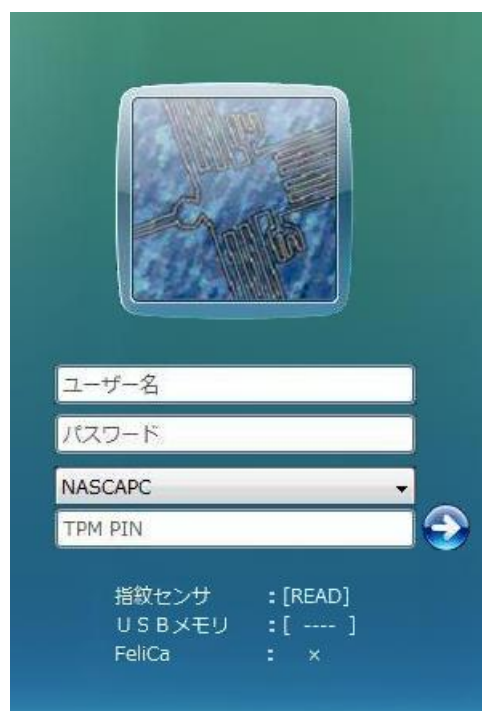 ユーザー名
パスワード
NASCAPC
TPM PIN
指紋センサ :[READ]
ＵＳＢメモリ :[ ---- ]
FeliCa : ×